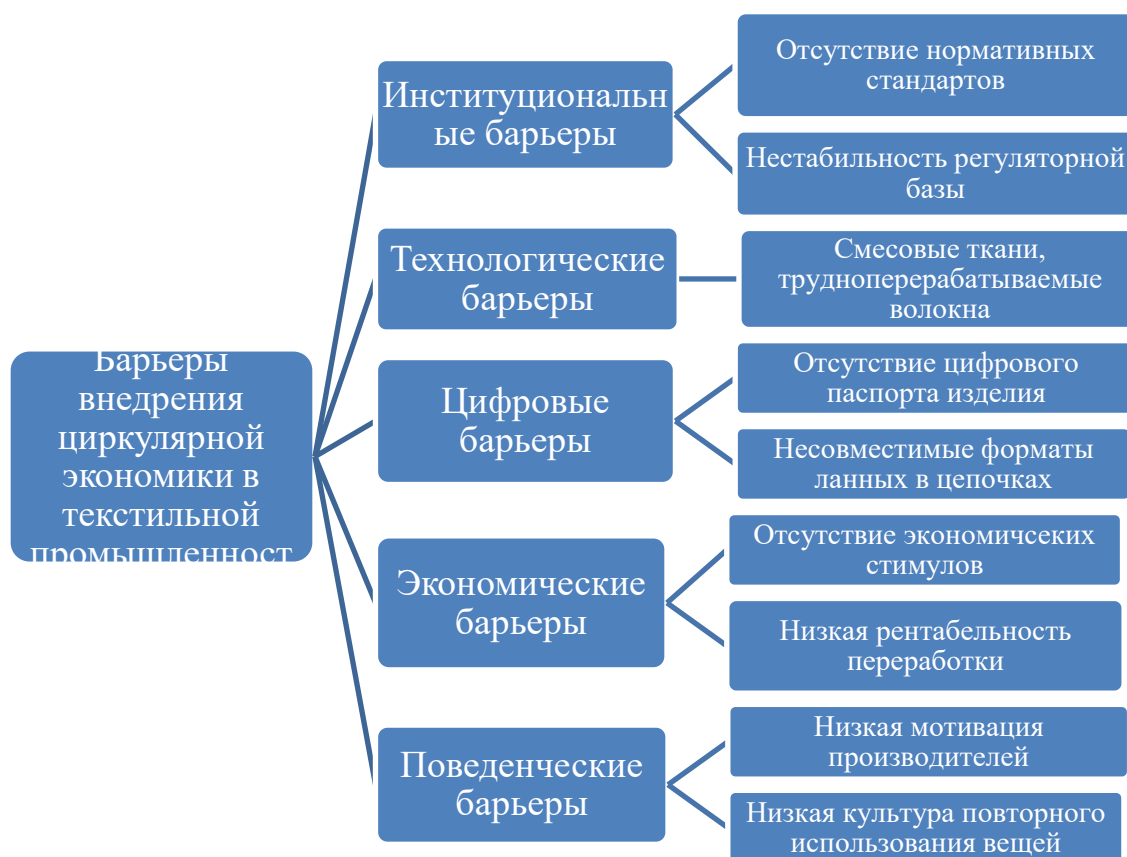 Барьеры
внедрения
циркулярной
экономики в
текстильной
промышленност
Институциональн
ые барьеры
Отсутствие нормативных
стандартов
Нестабильность регуляторной
базы
Технологические
барьеры
Смесовые ткани,
трудноперерабатываемые
волокна
Цифровые
барьеры
Отсутствие цифрового
паспорта изделия
Несовместимые форматы
ланных в цепочках
Экономические
барьеры
Отсутствие экономичсеких
стимулов
Низкая рентабельность
переработки
Поведенческие
барьеры
Низкая мотивация
производителей
Низкая культура повторного
использования вещей